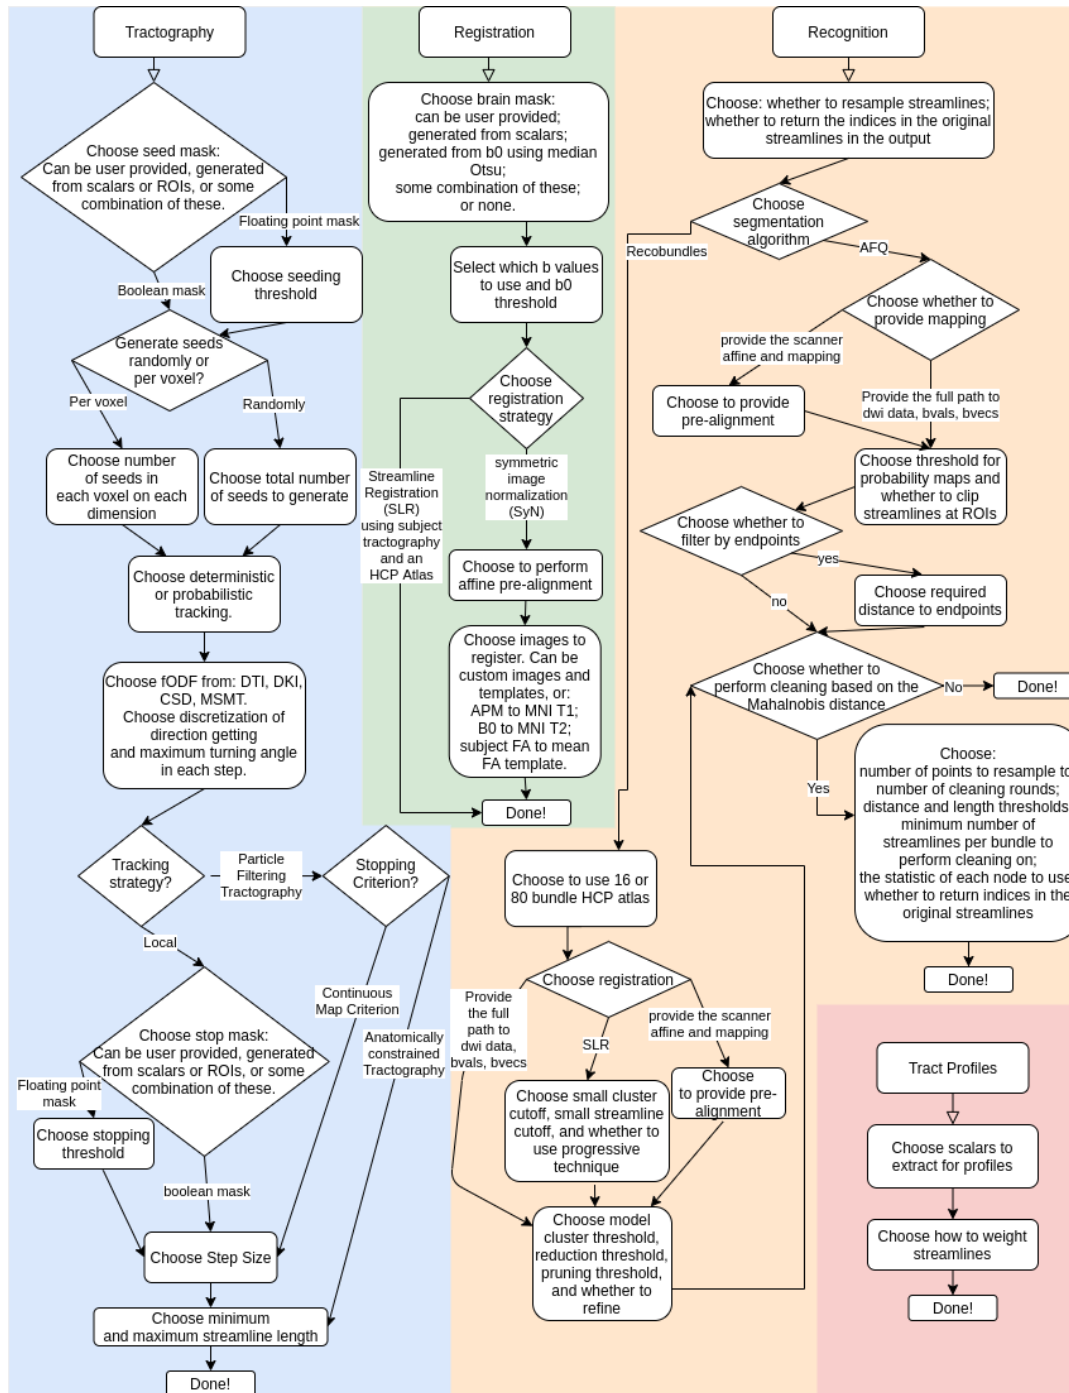 Tractography
Choose seed mask:
Can be user provided, generated
from scalars or ROIs, or some
combination of these.
Floating point mask
Choose seeding
threshold
Boolean mask
Generate seeds
randomly or
per voxel?
Per voxel
Randomly
Choose number
of seeds in
each voxel on each
dimension
Choose total number
of seeds to generate
Choose deterministic
or probabilistic
tracking.
Choose fODF from: DTI, DKI,
CSD, MSMT.
Choose discretization of
direction getting
and maximum turning angle
in each step.
Tracking
strategy?
Particle
Filtering
Tractography
Stopping
Criterion?
Local
Continuous
Map Criterion
Anatomically
constrained
Tractography
Choose stop mask:
Can be user provided, generated
from scalars or ROIs, or some
combination of these.
Floating point
mask
Choose stopping
threshold
boolean mask
Choose Step Size
Choose minimum
and maximum streamline length
Done!
Registration
Choose brain mask:
can be user provided;
generated from scalars;
generated from b0 using median
Otsu;
some combination of these;
or none.
Select which b values
to use and b0
threshold
Choose
registration
strategy
Streamline
Registration
(SLR)
using subject
tractography
and an
HCP Atlas
symmetric
image
normalization
(SyN)
Choose to perform
affine pre-alignment
Choose images to
register. Can be
custom images and
templates, or:
APM to MNI T1;
B0 to MNI T2;
subject FA to mean
FA template.
Done!
Recognition
Choose: whether to resample streamlines;
whether to return the indices in the original
streamlines in the output
Choose
segmentation
algorithm
Recobundles
AFQ
Choose whether to
provide mapping
provide the scanner
affine and mapping
Choose to provide
pre-alignment
Provide the full path to
dwi data, bvals, bvecs
Choose threshold for
probability maps and
whether to clip
streamlines at ROIs
Choose whether to
filter by endpoints
yes
Choose required
distance to endpoints
no
Choose whether to
perform cleaning based on the
Mahalnobis distance
No
Done!
Yes
Choose:
number of points to resample to
number of cleaning rounds;
distance and length thresholds
minimum number of
streamlines per bundle to
perform cleaning on;
the statistic of each node to use
whether to return indices in the
original streamlines
Done!
Choose to use 16 or
80 bundle HCP atlas
Choose registration
Provide
the full
path to
dwi data,
bvals, bvecs
SLR
provide the scanner
affine and mapping
Choose small cluster
cutoff, small streamline
cutoff, and whether to
use progressive
technique
Choose
to provide pre-
alignment
Choose model
cluster threshold,
reduction threshold,
pruning threshold,
and whether to
refine
Tract Profiles
Choose scalars to
extract for profiles
Choose how to weight
streamlines
Done!